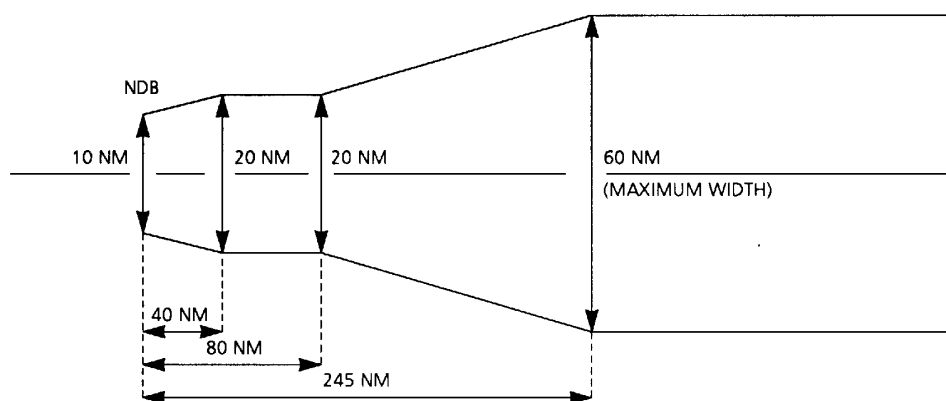 NDB
10 NM
20 NM
20 NM
60 NM
(MAXIMUM WIDTH)
40 NM
80 NM
245 NM